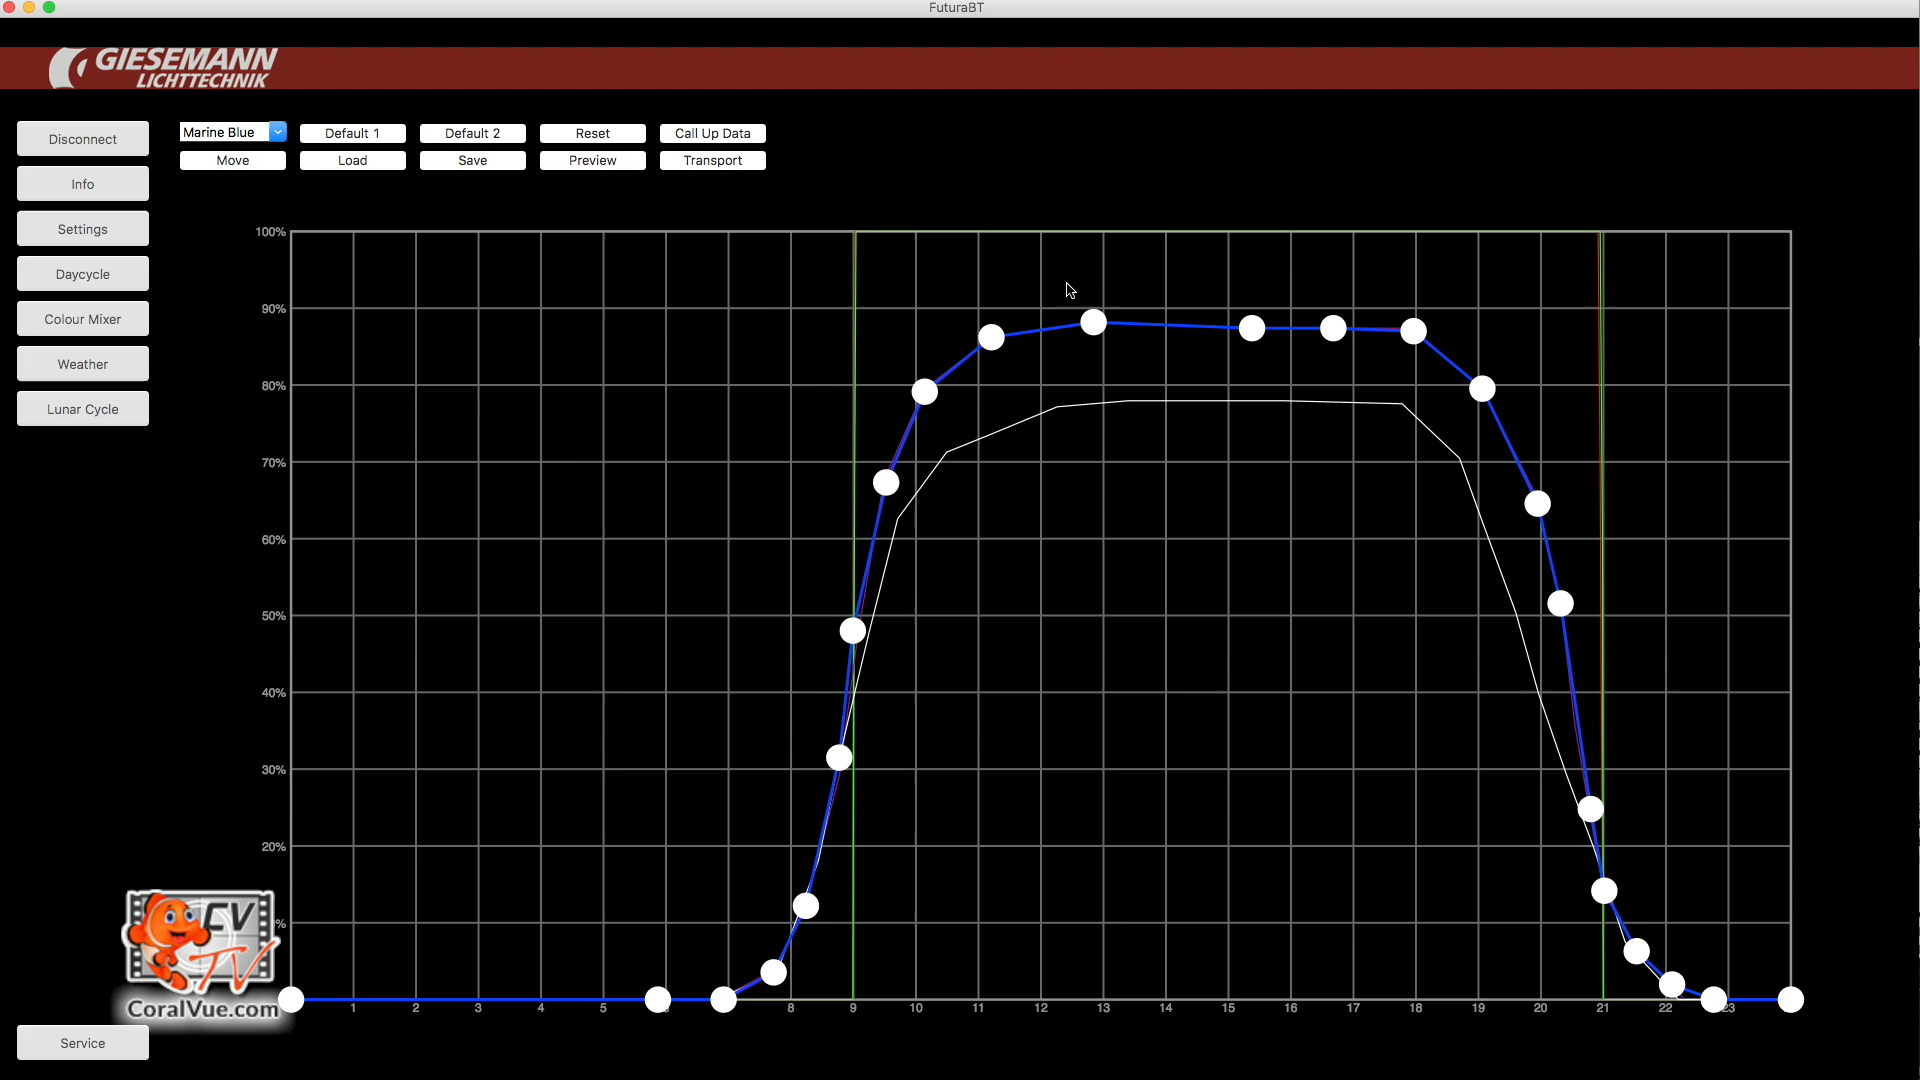 FuturaBT
GIESEMANN
LICHTTECHNIK
Disconnect
Info
Settings
Daycycle
Colour Mixer
Weather
Lunar Cycle
Service
Marine Blue Default 1 Default 2 Reset Call Up Data
Move Load Save Preview Transport
100%
90%
80%
70%
60%
50%
40%
30%
20%
%
1 2 3 4 5 8 9 10 11 12 13 14 15 16 17 18 19 20 21 22 23
CV
TV
CoralVue.com